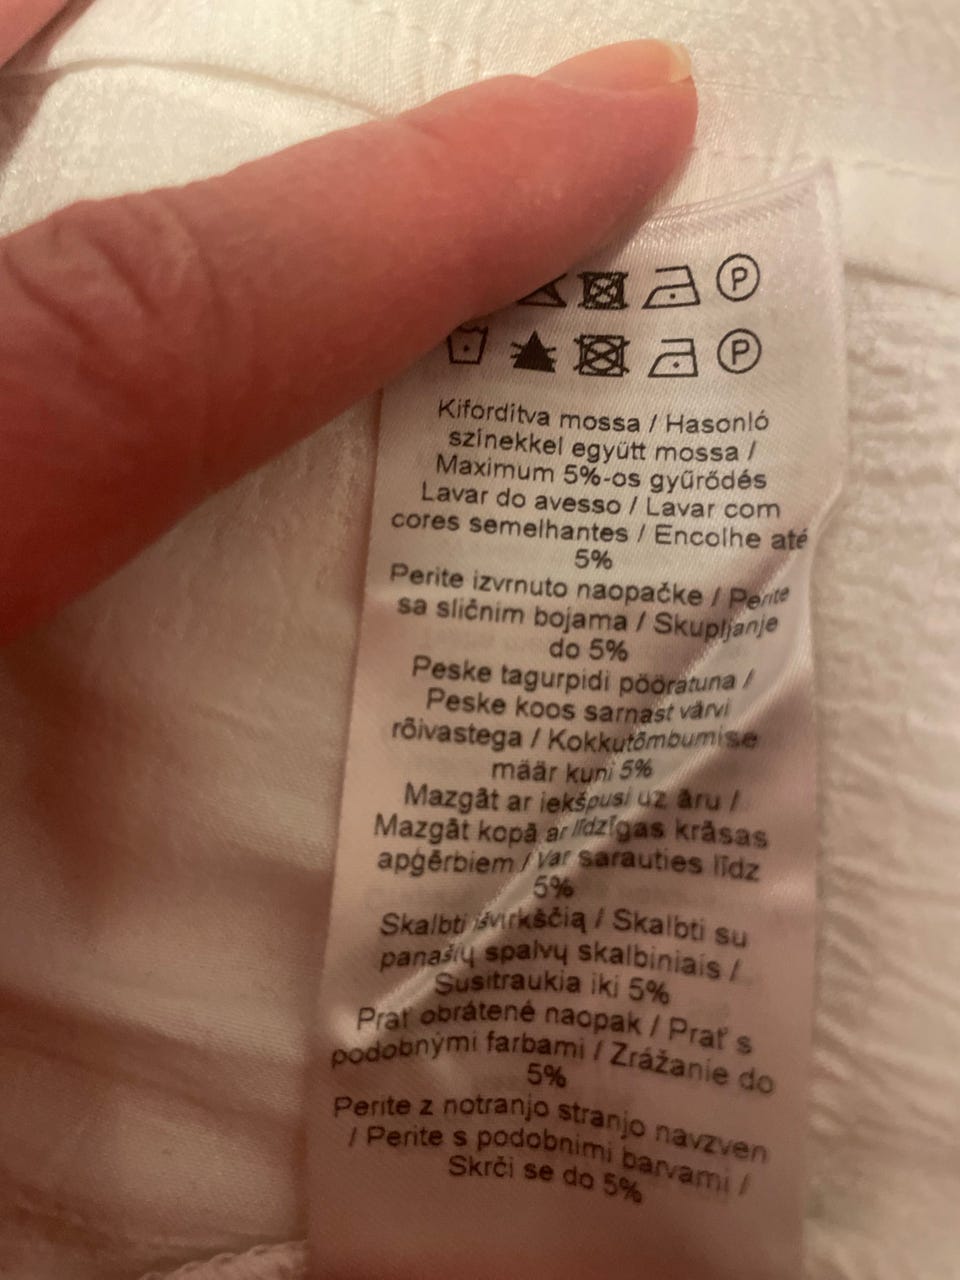 P
P
Kifordítva mossa / Hasonló
színekkel együtt mossa /
Maximum 5%-os gyűrődés
Lavar do avesso / Lavar com
cores semelhantes / Encolhe até
5%
Perite izvrnuto naopačke / Perite
sa sličnim bojama / Skupljanje
do 5%
Peske tagurpidi pööratuna /
Peske koos sarnast värvi
rõivastega / Kokkutõmbumise
määr kuni 5%
Mazgāt ar iekšpusi uz āru /
Mazgāt kopā ar līdzīgas krāsas
apģērbiem / var sarauties līdz
5%
Skalbti išvirkščią / Skalbti su
panašių spalvų skalbiniais /
Susitraukia iki 5%
Prať obrátené naopak / Prať s
podobnými farbami / Zrážanie do
5%
Perite z notranjo stranjo navzven
/ Perite s podobnimi barvami /
Skrči se do 5%